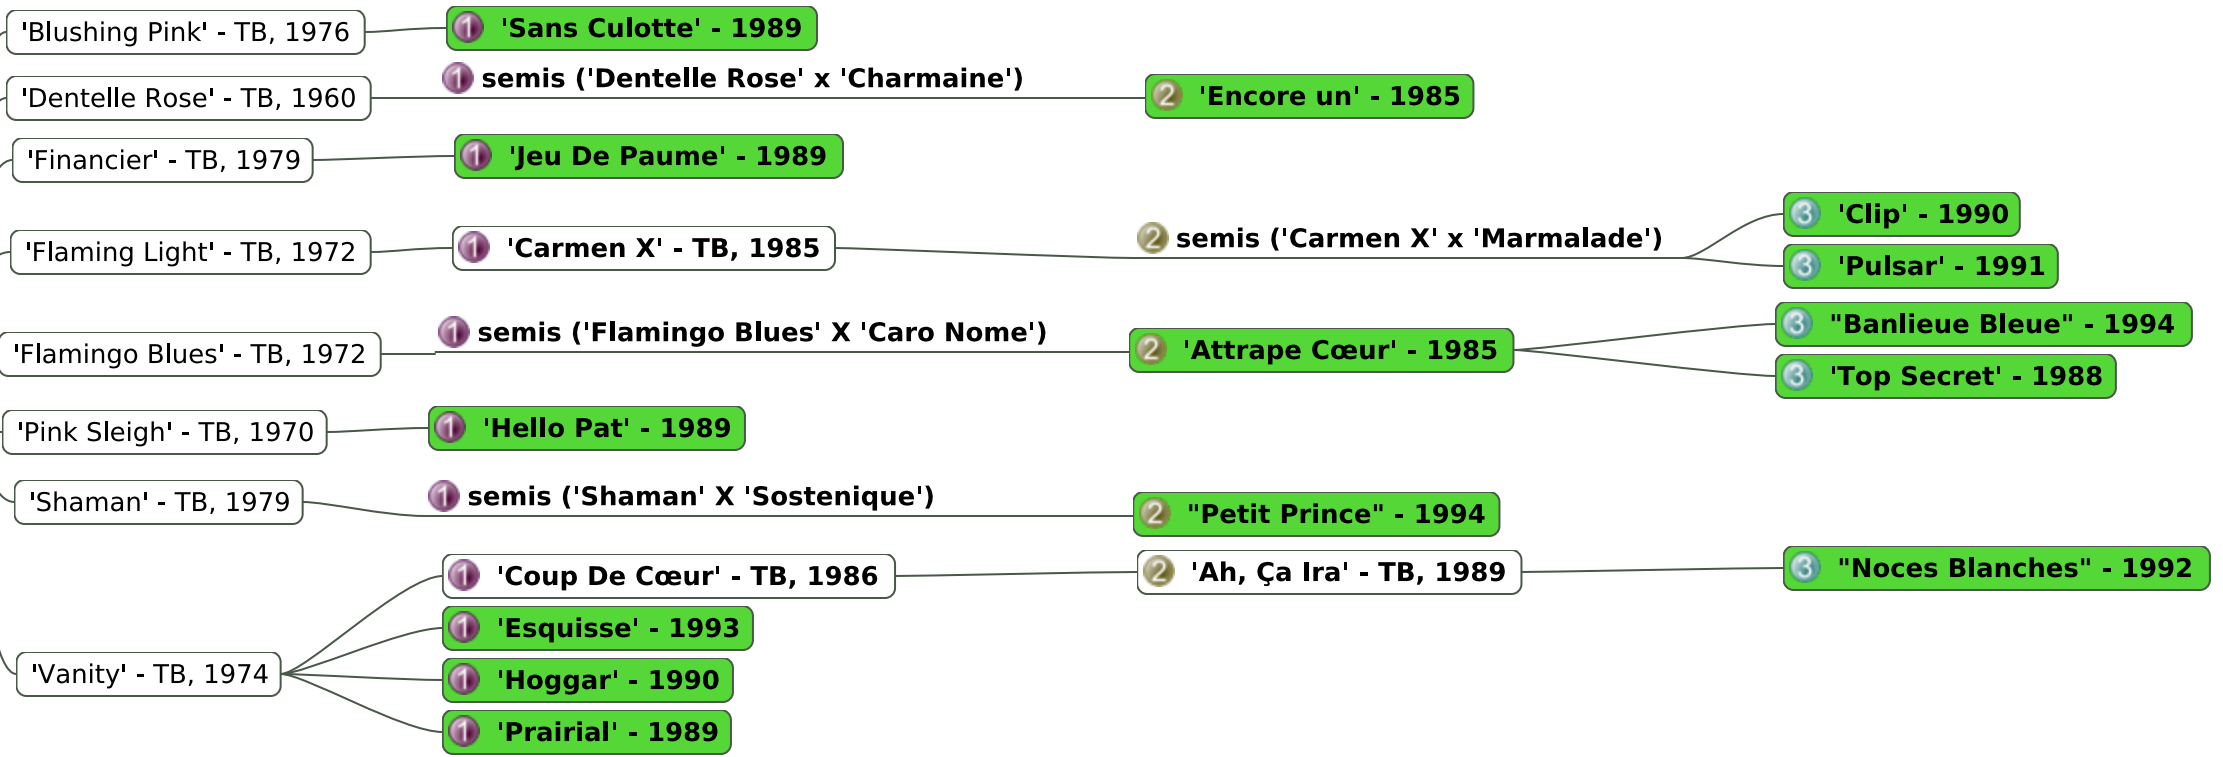 'Blushing Pink' - TB, 1976
1 'Sans Culotte' - 1989
'Dentelle Rose' - TB, 1960
1 semis ('Dentelle Rose' x 'Charmaine')
2 'Encore un' - 1985
'Financier' - TB, 1979
1 'Jeu De Paume' - 1989
'Flaming Light' - TB, 1972
1 'Carmen X' - TB, 1985
2 semis ('Carmen X' x 'Marmalade')
3 'Clip' - 1990
3 'Pulsar' - 1991
'Flamingo Blues' - TB, 1972
1 semis ('Flamingo Blues' X 'Caro Nome')
2 'Attrape Cœur' - 1985
3 "Banlieue Bleue" - 1994
3 'Top Secret' - 1988
'Pink Sleigh' - TB, 1970
1 'Hello Pat' - 1989
'Shaman' - TB, 1979
1 semis ('Shaman' X 'Sostenique')
2 "Petit Prince" - 1994
'Vanity' - TB, 1974
1 'Coup De Cœur' - TB, 1986
2 'Ah, Ça Ira' - TB, 1989
3 "Noces Blanches" - 1992
1 'Esquisse' - 1993
1 'Hoggar' - 1990
1 'Prairial' - 1989